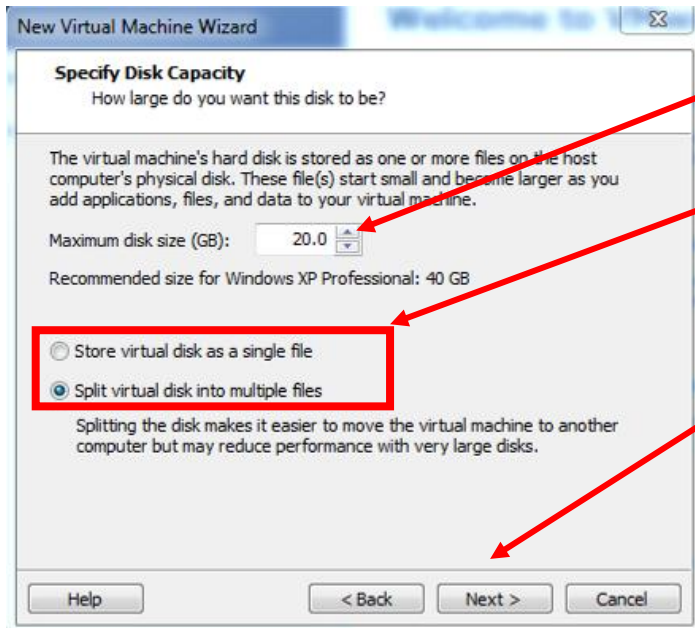 New Virtual Machine Wizard
Welcome to VMw
Specify Disk Capacity
How large do you want this disk to be?
The virtual machine's hard disk is stored as one or more files on the host
computer's physical disk. These file(s) start small and become larger as you
add applications, files, and data to your virtual machine.
Maximum disk size (GB): 20.0
Recommended size for Windows XP Professional: 40 GB
Store virtual disk as a single file
Split virtual disk into multiple files
Splitting the disk makes it easier to move the virtual machine to another
computer but may reduce performance with very large disks.
Help < Back Next > Cancel